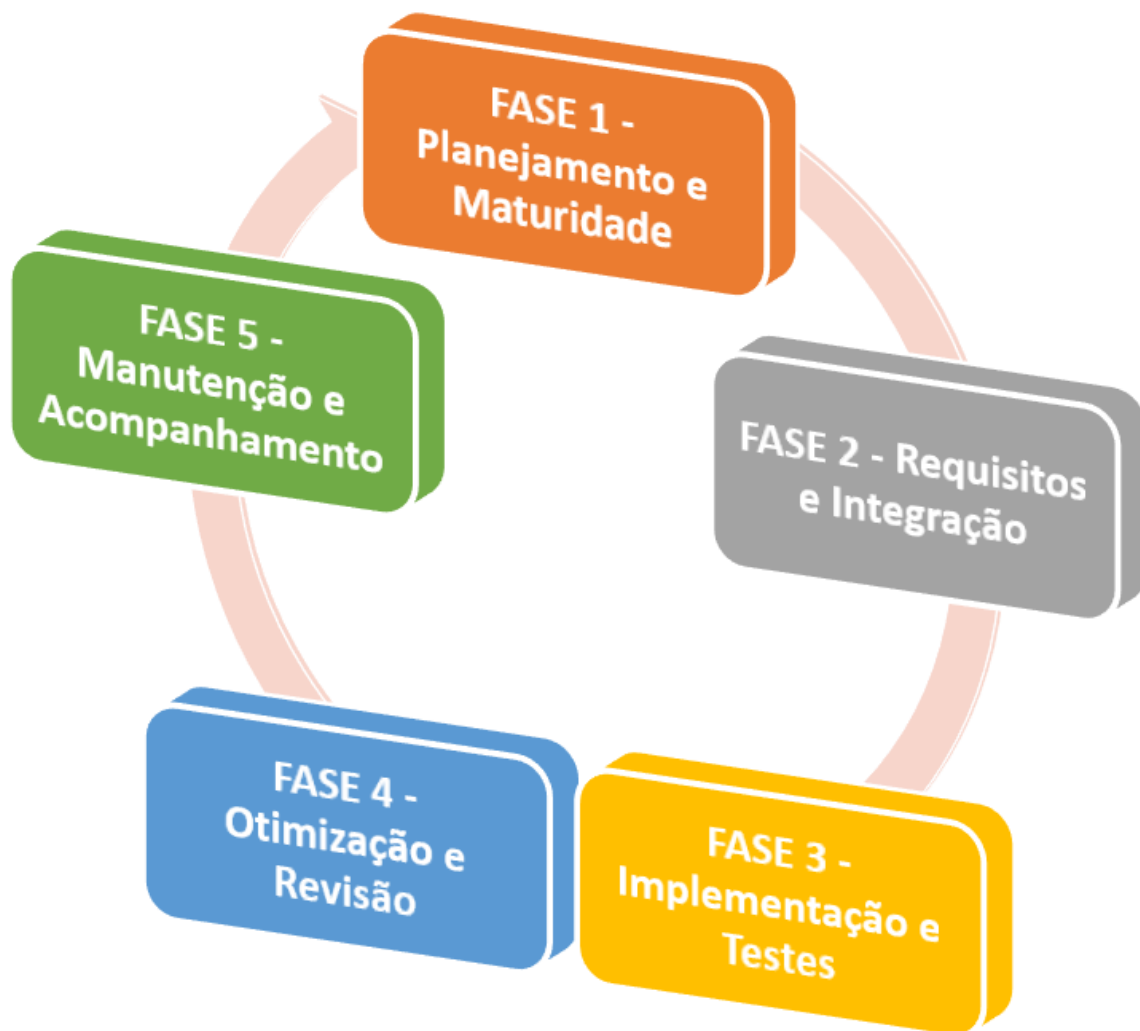 FASE 1 -
Planejamento e
Maturidade
FASE 2 - Requisitos
e Integração
FASE 3 -
Implementação e
Testes
FASE 4 -
Otimização e
Revisão
FASE 5 -
Manutenção e
Acompanhamento